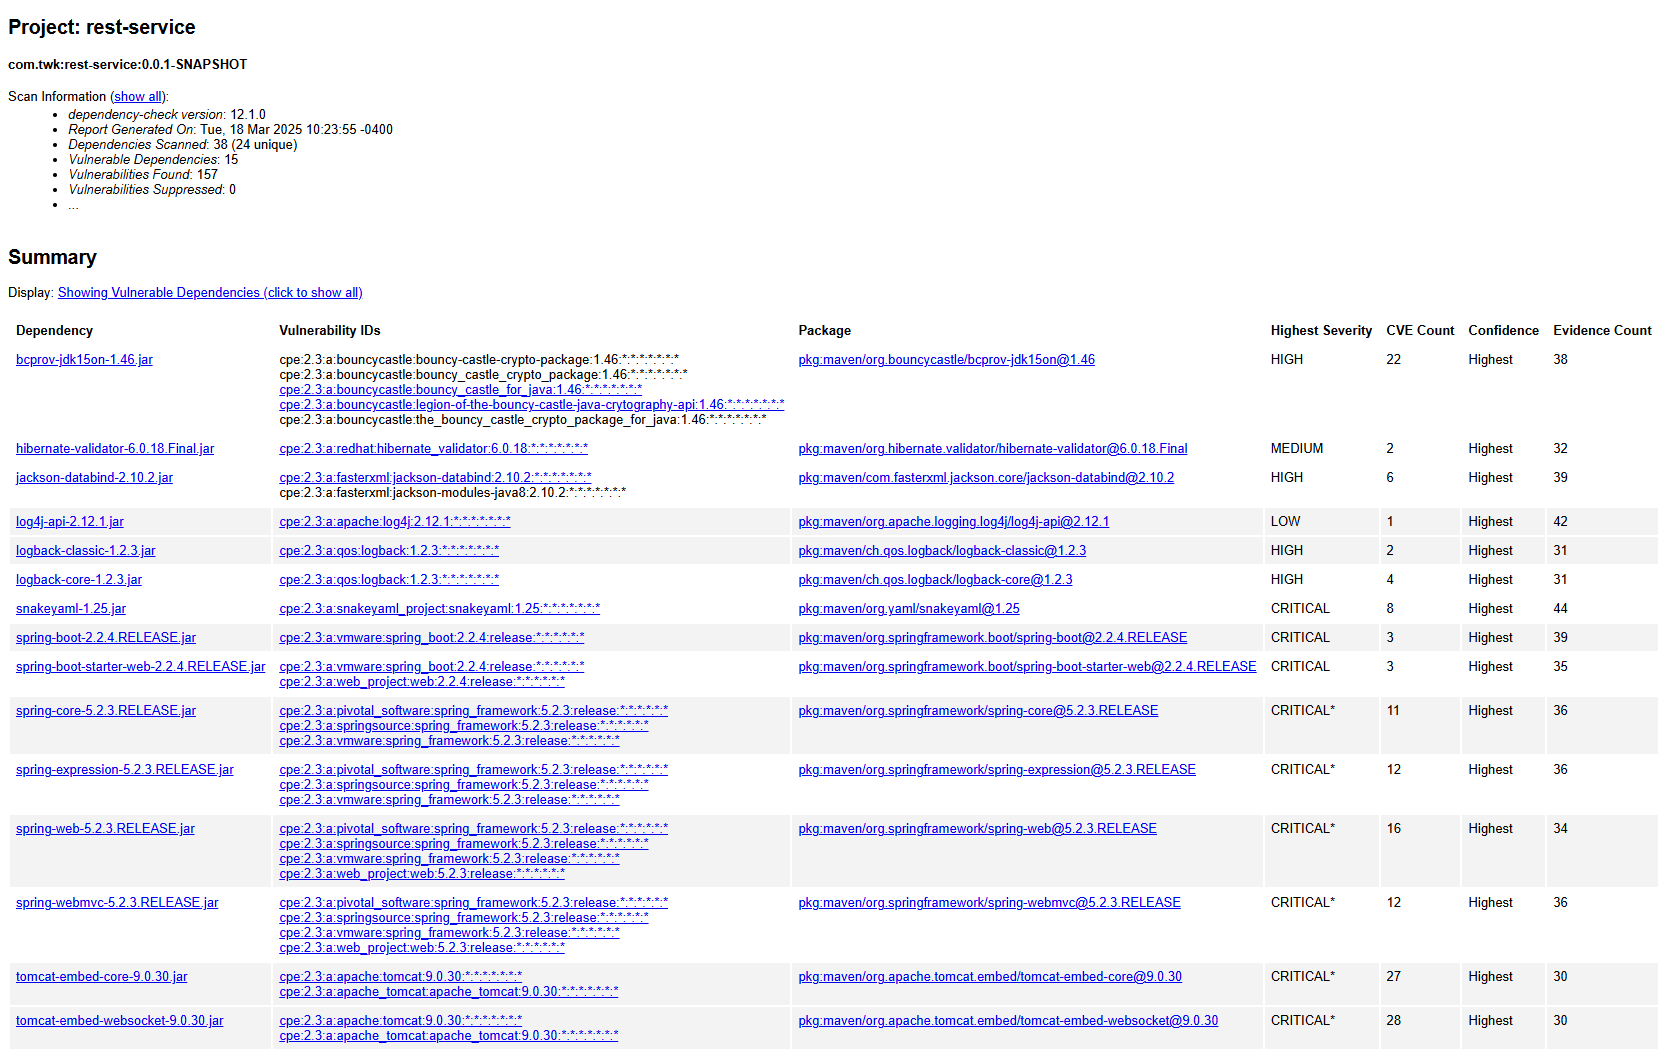 Project: rest-service
com.twk:rest-service:0.0.1-SNAPSHOT
Scan Information (show all):
• dependency-check version: 12.1.0
• Report Generated On: Tue, 18 Mar 2025 10:23:55 -0400
• Dependencies Scanned: 38 (24 unique)
• Vulnerable Dependencies: 15
• Vulnerabilities Found: 157
• Vulnerabilities Suppressed: 0
• ...
Summary
Display: Showing Vulnerable Dependencies (click to show all)
Dependency Vulnerability IDs Package Highest Severity CVE Count Confidence Evidence Count
bcprov-jdk15on-1.46.jar cpe:2.3:a:bouncycastle:bouncy-castle-crypto-package:1.46:*:*:*:*:*:*:* pkg:maven/org.bouncycastle/bcprov-jdk15on@1.46 HIGH 22 Highest 38
cpe:2.3:a:bouncycastle:bouncy_castle_crypto_package:1.46:*:*:*:*:*:*:*
cpe:2.3:a:bouncycastle:bouncy_castle_for_java:1.46:*:*:*:*:*:*:*
cpe:2.3:a:bouncycastle:legion-of-the-bouncy-castle-java-crytography-api:1.46:*:*:*:*:*:*:*
cpe:2.3:a:bouncycastle:the_bouncy_castle_crypto_package_for_java:1.46:*:*:*:*:*:*:*
hibernate-validator-6.0.18.Final.jar cpe:2.3:a:redhat:hibernate_validator:6.0.18:*:*:*:*:*:*:* pkg:maven/org.hibernate.validator/hibernate-validator@6.0.18.Final MEDIUM 2 Highest 32
jackson-databind-2.10.2.jar cpe:2.3:a:fasterxml:jackson-databind:2.10.2:*:*:*:*:*:*:* pkg:maven/com.fasterxml.jackson.core/jackson-databind@2.10.2 HIGH 6 Highest 39
cpe:2.3:a:fasterxml:jackson-modules-java8:2.10.2:*:*:*:*:*:*:*
log4j-api-2.12.1.jar cpe:2.3:a:apache:log4j:2.12.1:*:*:*:*:*:*:* pkg:maven/org.apache.logging.log4j/log4j-api@2.12.1 LOW 1 Highest 42
logback-classic-1.2.3.jar cpe:2.3:a:qos:logback:1.2.3:*:*:*:*:*:*:* pkg:maven/ch.qos.logback/logback-classic@1.2.3 HIGH 2 Highest 31
logback-core-1.2.3.jar cpe:2.3:a:qos:logback:1.2.3:*:*:*:*:*:*:* pkg:maven/ch.qos.logback/logback-core@1.2.3 HIGH 4 Highest 31
snakeyaml-1.25.jar cpe:2.3:a:snakeyaml_project:snakeyaml:1.25:*:*:*:*:*:*:* pkg:maven/org.yaml/snakeyaml@1.25 CRITICAL 8 Highest 44
spring-boot-2.2.4.RELEASE.jar cpe:2.3:a:vmware:spring_boot:2.2.4:release:*:*:*:*:*:* pkg:maven/org.springframework.boot/spring-boot@2.2.4.RELEASE CRITICAL 3 Highest 39
spring-boot-starter-web-2.2.4.RELEASE.jar cpe:2.3:a:vmware:spring_boot:2.2.4:release:*:*:*:*:*:* pkg:maven/org.springframework.boot/spring-boot-starter-web@2.2.4.RELEASE CRITICAL 3 Highest 35
cpe:2.3:a:web_project:web:2.2.4:release:*:*:*:*:*:*
spring-core-5.2.3.RELEASE.jar cpe:2.3:a:pivotal_software:spring_framework:5.2.3:release:*:*:*:*:*:* pkg:maven/org.springframework/spring-core@5.2.3.RELEASE CRITICAL* 11 Highest 36
cpe:2.3:a:springsource:spring_framework:5.2.3:release:*:*:*:*:*:*
cpe:2.3:a:vmware:spring_framework:5.2.3:release:*:*:*:*:*:*
spring-expression-5.2.3.RELEASE.jar cpe:2.3:a:pivotal_software:spring_framework:5.2.3:release:*:*:*:*:*:* pkg:maven/org.springframework/spring-expression@5.2.3.RELEASE CRITICAL* 12 Highest 36
cpe:2.3:a:springsource:spring_framework:5.2.3:release:*:*:*:*:*:*
cpe:2.3:a:vmware:spring_framework:5.2.3:release:*:*:*:*:*:*
spring-web-5.2.3.RELEASE.jar cpe:2.3:a:pivotal_software:spring_framework:5.2.3:release:*:*:*:*:*:* pkg:maven/org.springframework/spring-web@5.2.3.RELEASE CRITICAL* 16 Highest 34
cpe:2.3:a:springsource:spring_framework:5.2.3:release:*:*:*:*:*:*
cpe:2.3:a:vmware:spring_framework:5.2.3:release:*:*:*:*:*:*
cpe:2.3:a:web_project:web:5.2.3:release:*:*:*:*:*:*
spring-webmvc-5.2.3.RELEASE.jar cpe:2.3:a:pivotal_software:spring_framework:5.2.3:release:*:*:*:*:*:* pkg:maven/org.springframework/spring-webmvc@5.2.3.RELEASE CRITICAL* 12 Highest 36
cpe:2.3:a:springsource:spring_framework:5.2.3:release:*:*:*:*:*:*
cpe:2.3:a:vmware:spring_framework:5.2.3:release:*:*:*:*:*:*
cpe:2.3:a:web_project:web:5.2.3:release:*:*:*:*:*:*
tomcat-embed-core-9.0.30.jar cpe:2.3:a:apache:tomcat:9.0.30:*:*:*:*:*:*:* pkg:maven/org.apache.tomcat.embed/tomcat-embed-core@9.0.30 CRITICAL* 27 Highest 30
cpe:2.3:a:apache_tomcat:apache_tomcat:9.0.30:*:*:*:*:*:*:*
tomcat-embed-websocket-9.0.30.jar cpe:2.3:a:apache:tomcat:9.0.30:*:*:*:*:*:*:* pkg:maven/org.apache.tomcat.embed/tomcat-embed-websocket@9.0.30 CRITICAL* 28 Highest 30
cpe:2.3:a:apache_tomcat:apache_tomcat:9.0.30:*:*:*:*:*:*:*